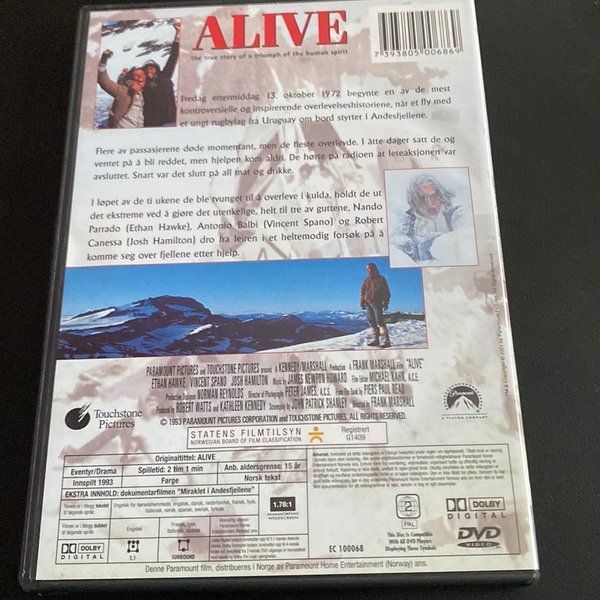 ALIVE
the true story of a triumph of the human spirit
7 393805 006869
Fredag ettermiddag 13. oktober 1972 begynte en av de mest
kontroversielle og inspirerende overlevelseshistoriene, når et fly med
et ungt rugbylag fra Uruguay om bord styrter i Andesfjellene.
Flere av passasjerene døde momentant, men de fleste overlevde. I åtte dager satt de og
ventet på å bli reddet, men hjelpen kom aldri. De hørte på radioen at leteaksjonen var
avsluttet. Snart var det slutt på all mat og drikke.
I løpet av de ti ukene de ble tvunget til å overleve i kulda, holdt de ut
det ekstreme ved å gjøre det utenkelige, helt til tre av guttene, Nando
Parrado (Ethan Hawke), Antonio Balbi (Vincent Spano) og Robert
Canessa (Josh Hamilton) dro fra leiren i et heltemodig forsøk på å
komme seg over fjellene etter hjelp.
PARAMOUNT PICTURES and TOUCHSTONE PICTURES present A KENNEDY/MARSHALL Production A FRANK MARSHALL Film "ALIVE"
ETHAN HAWKE VINCENT SPANO JOSH HAMILTON Music by JAMES NEWTON HOWARD Film Editor MICHAEL KAHN, A.C.E.
Production Designer NORMAN REYNOLDS Director of Photography PETER JAMES, A.C.S. Based on the Book by PIERS PAUL READ
Produced by ROBERT WATTS and KATHLEEN KENNEDY Screenplay by JOHN PATRICK SHANLEY Directed by FRANK MARSHALL
© 1993 PARAMOUNT PICTURES CORPORATION AND TOUCHSTONE PICTURES. ALL RIGHTS RESERVED.
Touchstone
Pictures
Paramount
A VIACOM COMPANY
STATENS FILMTILSYN
NORWEGIAN BOARD OF FILM CLASSIFICATION
Registrert
G1409
Originaltittel: ALIVE
Eventyr/Drama Spilletid: 2 tim 1 min Anb. aldersgrense: 15 år
Innspilt 1993 Farge Norsk tekst
EKSTRA INNHOLD: dokumentarfilmen "Miraklet i Andesfjellene"
1.78:1
ANAMORPHIC
WIDESCREEN
2
PAL
DOLBY
DIGITAL
5.1
SURROUND
DOLBY
DIGITAL
This Disc Is Compatible
With All DVD Players
Displaying These Symbols
DVD
VIDEO
EC 100068
Denne Paramount film, distribueres i Norge av Paramount Home Entertainment (Norway) ans.